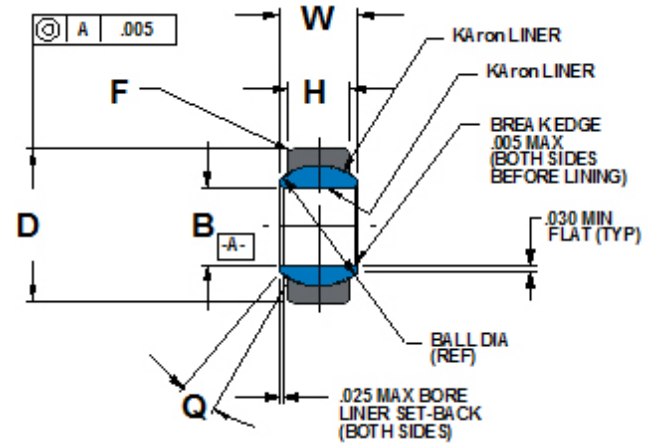 A .005
W
KAron LINER
KAron LINER
F
H
BREAK EDGE
.005 MAX
(BOTH SIDES
BEFORE LINING)
D
B
-A-
.030 MIN
FLAT (TYP)
BALL DIA
(REF)
Q
.025 MAX BORE
LINER SET-BACK
(BOTH SIDES)